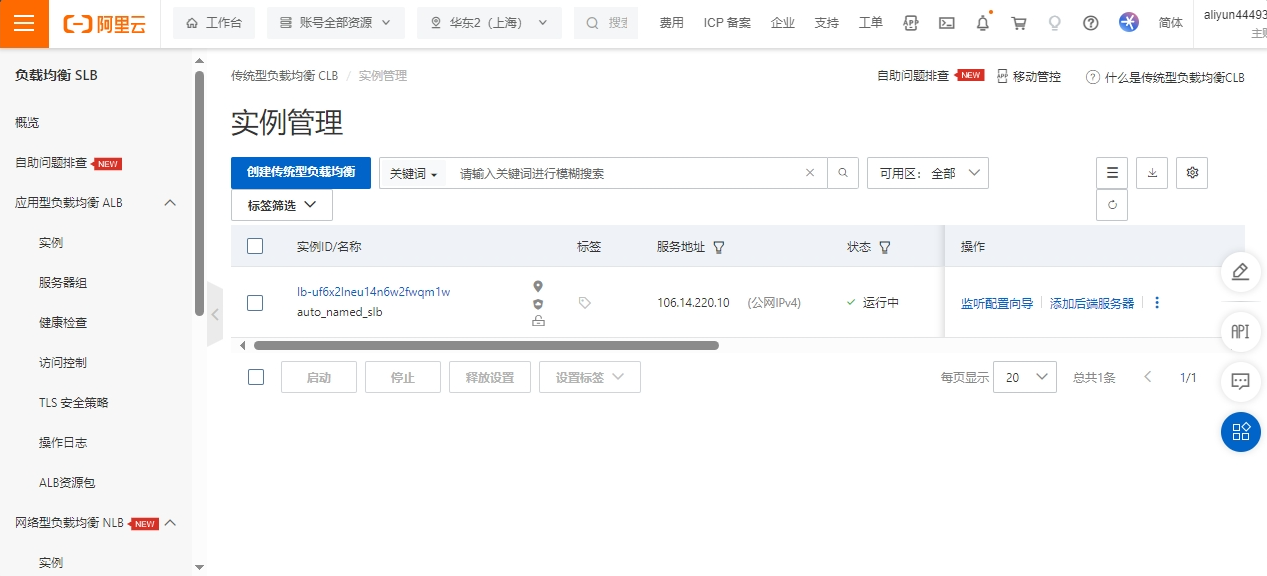 阿里云
工作台
账号全部资源
华东2（上海）
搜
费用
ICP 备案
企业
支持
工单
简体
aliyun44493
主账
负载均衡 SLB
概览
自助问题排查 NEW
应用型负载均衡 ALB
实例
服务器组
健康检查
访问控制
TLS 安全策略
操作日志
ALB资源包
网络型负载均衡 NLB NEW
实例
传统型负载均衡 CLB / 实例管理
自助问题排查 NEW
移动管控
什么是传统型负载均衡CLB
实例管理
创建传统型负载均衡
关键词
请输入关键词进行模糊搜索
可用区： 全部
标签筛选
实例ID/名称
标签
服务地址
状态
操作
lb-uf6x2lneu14n6w2fwqm1w
auto_named_slb
106.14.220.10 (公网IPv4)
运行中
监听配置向导
添加后端服务器
启动
停止
释放设置
设置标签
每页显示
20
总共1条
1/1
API